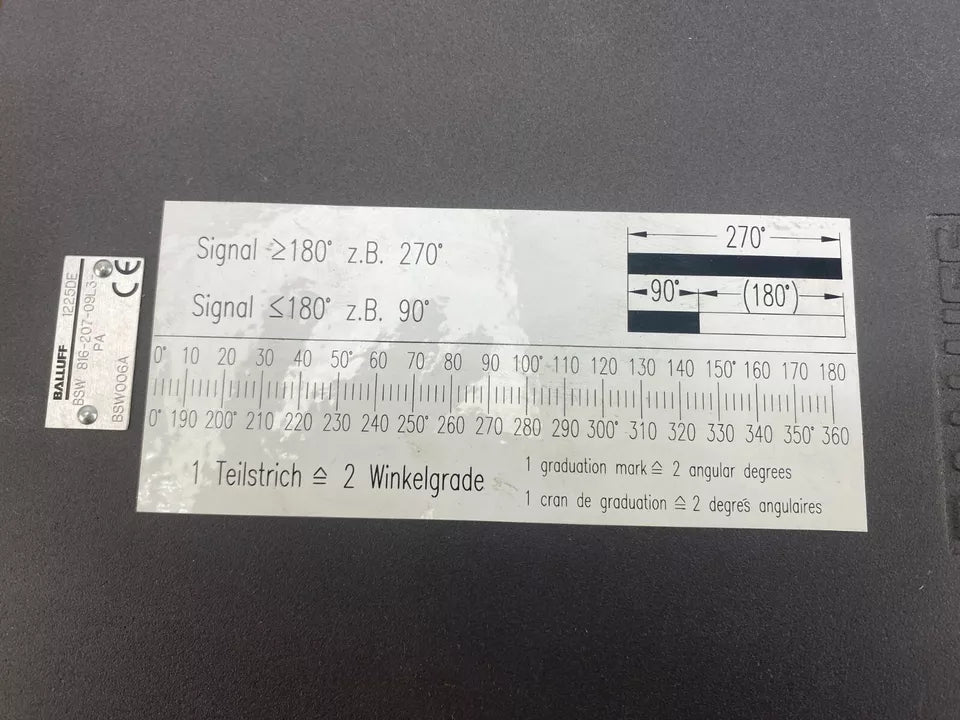 BALLUFF 1225DE
BSW 816-207-09L3-
PA
BSW006A
CE
Signal ≥180° z.B. 270°
Signal ≤180° z.B. 90°
270°
90° (180°)
0° 10 20 30 40 50° 60 70 80 90 100° 110 120 130 140 150° 160 170 180
0° 190 200° 210 220 230 240 250° 260 270 280 290 300° 310 320 330 340 350° 360
1 Teilstrich ≙ 2 Winkelgrade
1 graduation mark ≙ 2 angular degrees
1 cran de graduation ≙ 2 degrés angulaires